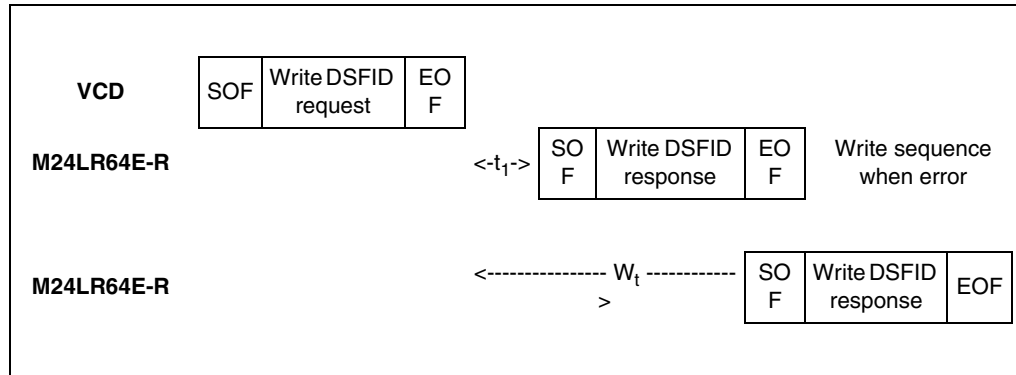 VCD
SOF
Write DSFID
request
EO
F
M24LR64E-R
<-t₁->
SO
F
Write DSFID
response
EO
F
Write sequence
when error
M24LR64E-R
<---------------- Wₜ ------------
>
SO
F
Write DSFID
response
EOF